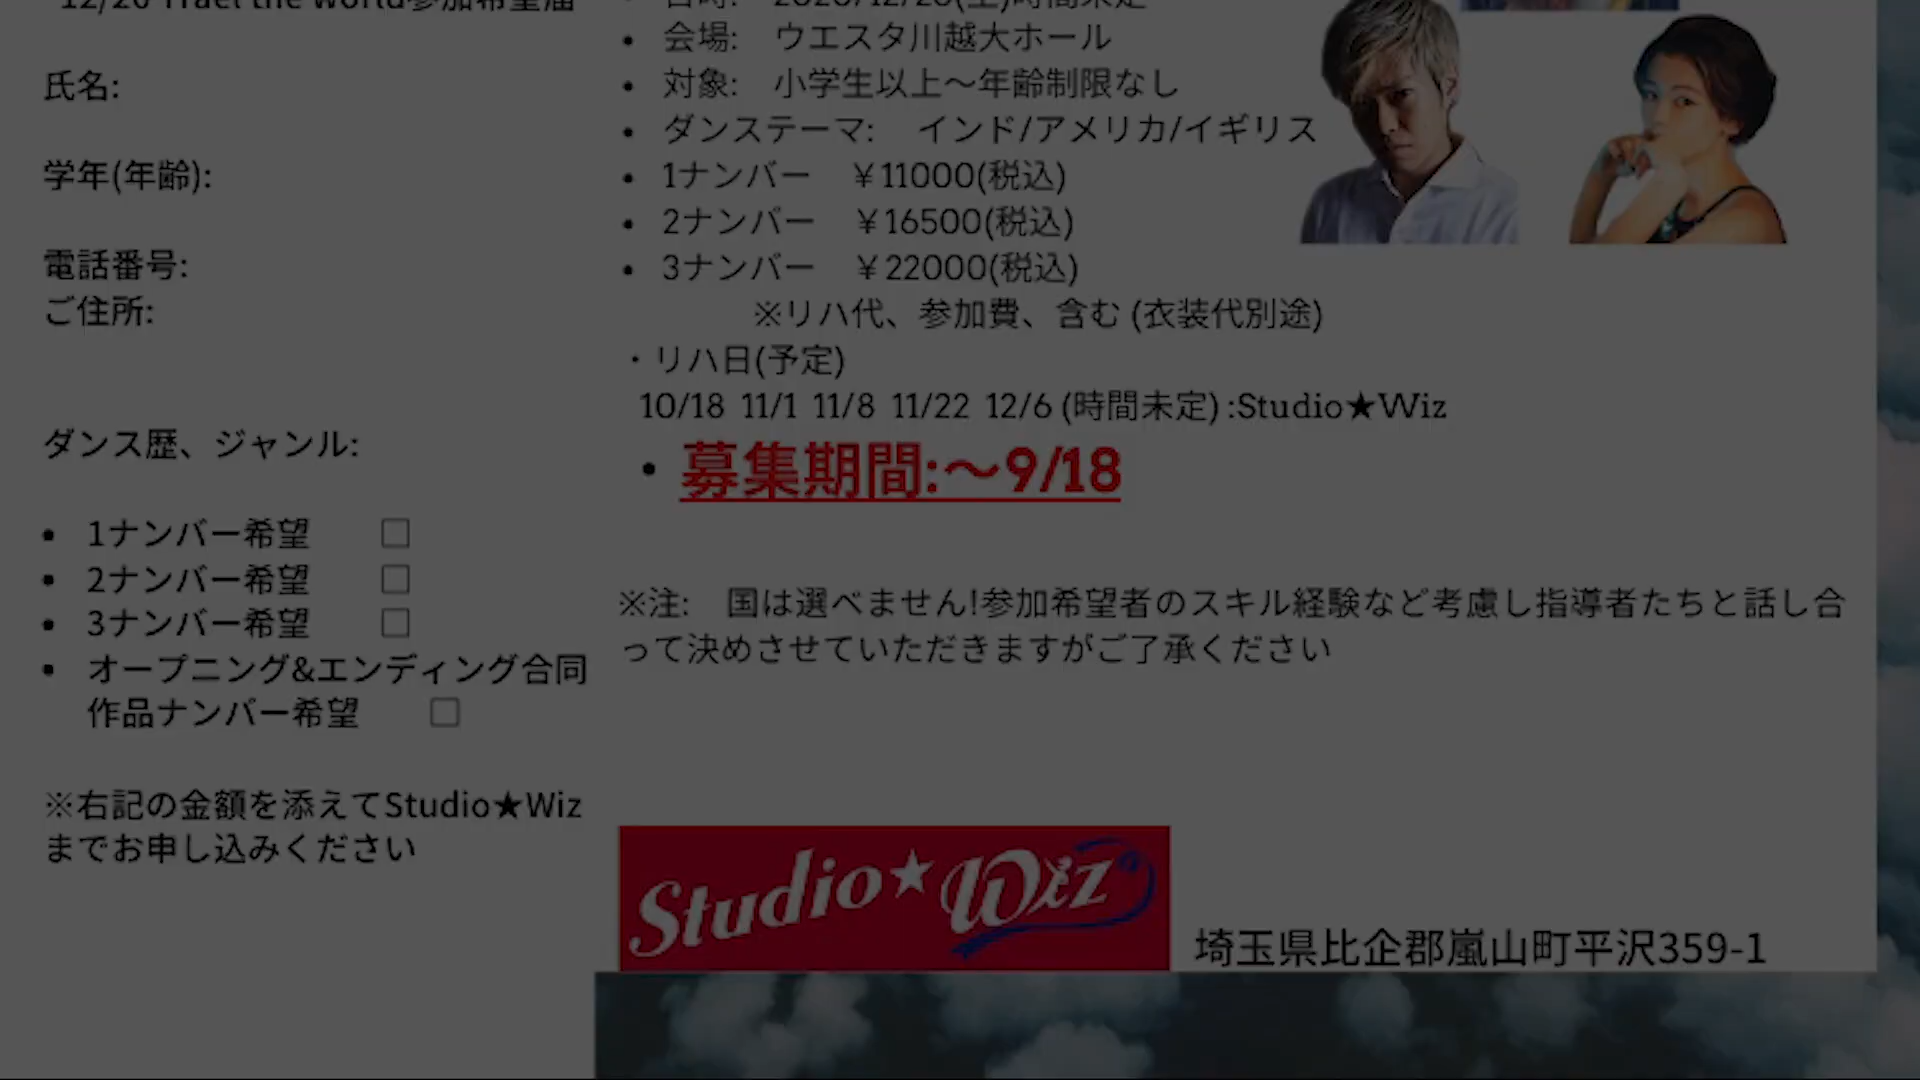 氏名:
学年(年齢):
電話番号:
ご住所:
ダンス歴、ジャンル:
• 1ナンバー希望 □
• 2ナンバー希望 □
• 3ナンバー希望 □
• オープニング&エンディング合同
作品ナンバー希望 □
※右記の金額を添えてStudio★Wiz
までお申し込みください
• 会場: ウエスタ川越大ホール
• 対象: 小学生以上～年齢制限なし
• ダンステーマ: インド/アメリカ/イギリス
• 1ナンバー ￥11000(税込)
• 2ナンバー ￥16500(税込)
• 3ナンバー ￥22000(税込)
※リハ代、参加費、含む (衣装代別途)
・リハ日(予定)
10/18 11/1 11/8 11/22 12/6 (時間未定) :Studio★Wiz
• 募集期間:～9/18
※注: 国は選べません!参加希望者のスキル経験など考慮し指導者たちと話し合
って決めさせていただきますがご了承ください
Studio★Wiz
埼玉県比企郡嵐山町平沢359-1